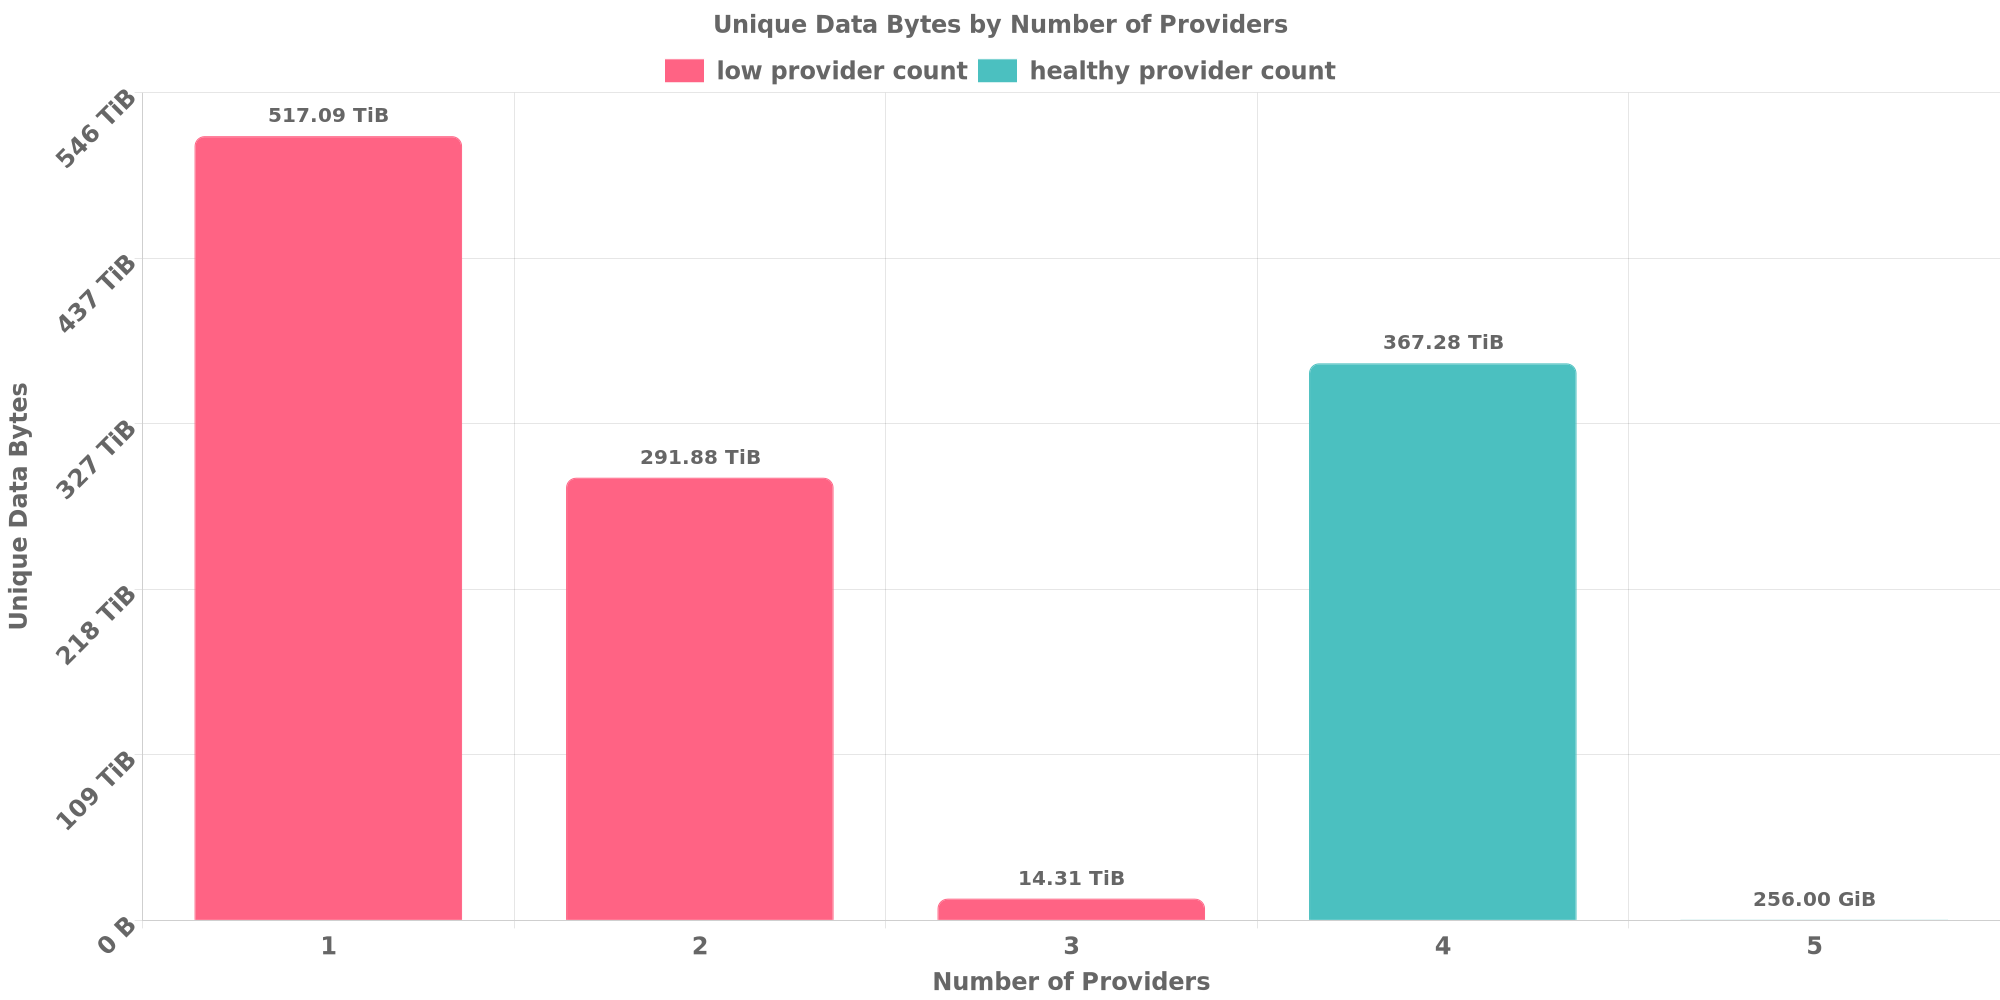 Unique Data Bytes by Number of Providers
low provider count healthy provider count
546 TiB
437 TiB
327 TiB
218 TiB
109 TiB
0 B
Unique Data Bytes
517.09 TiB
291.88 TiB
14.31 TiB
367.28 TiB
256.00 GiB
1 2 3 4 5
Number of Providers